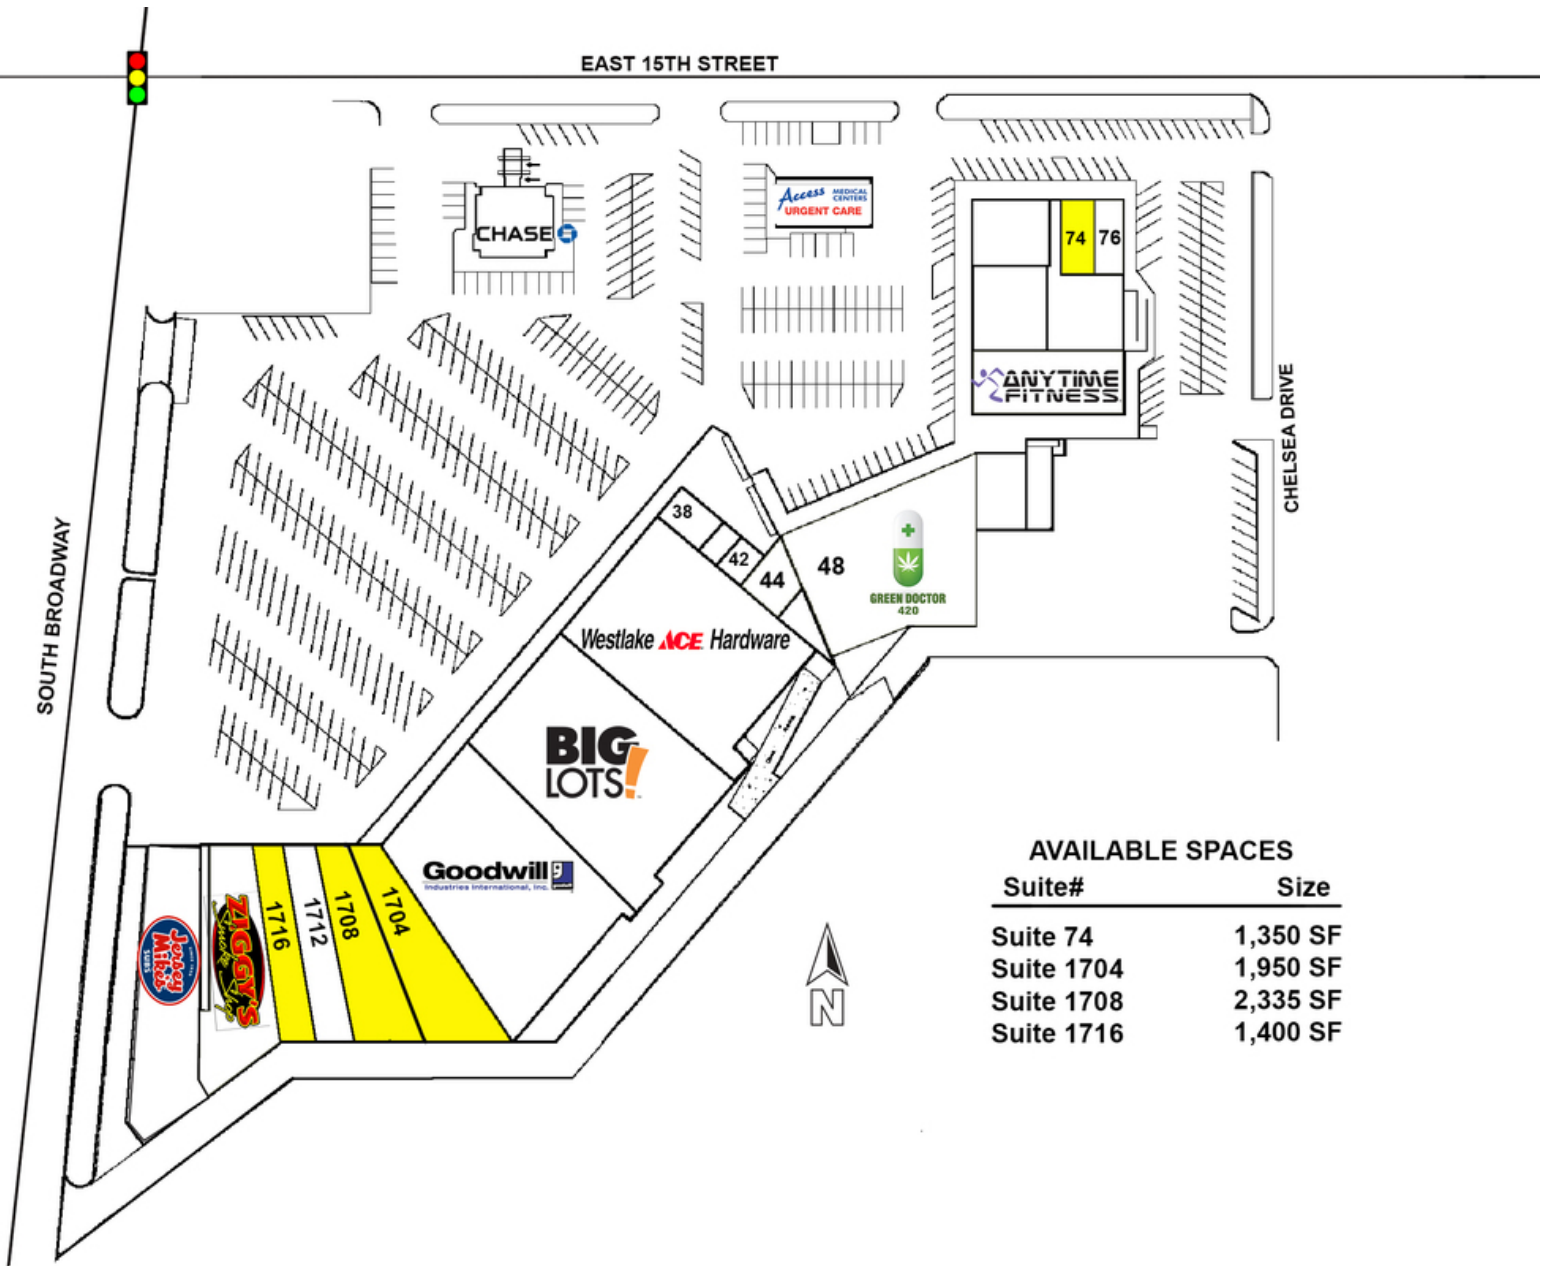 EAST 15TH STREET
Access MEDICAL CENTERS
URGENT CARE
CHASE
74
76
ANYTIME
FITNESS
CHELSEA DRIVE
SOUTH BROADWAY
38
42
44
48
GREEN DOCTOR
420
Westlake ACE Hardware
BIG
LOTS!
Goodwill
Industries International, Inc.
Jersey
Mike's
SUBS
ZIGGY'S
Smoke Shop
1716
1712
1708
1704
N
AVAILABLE SPACES
Suite# Size
Suite 74 1,350 SF
Suite 1704 1,950 SF
Suite 1708 2,335 SF
Suite 1716 1,400 SF